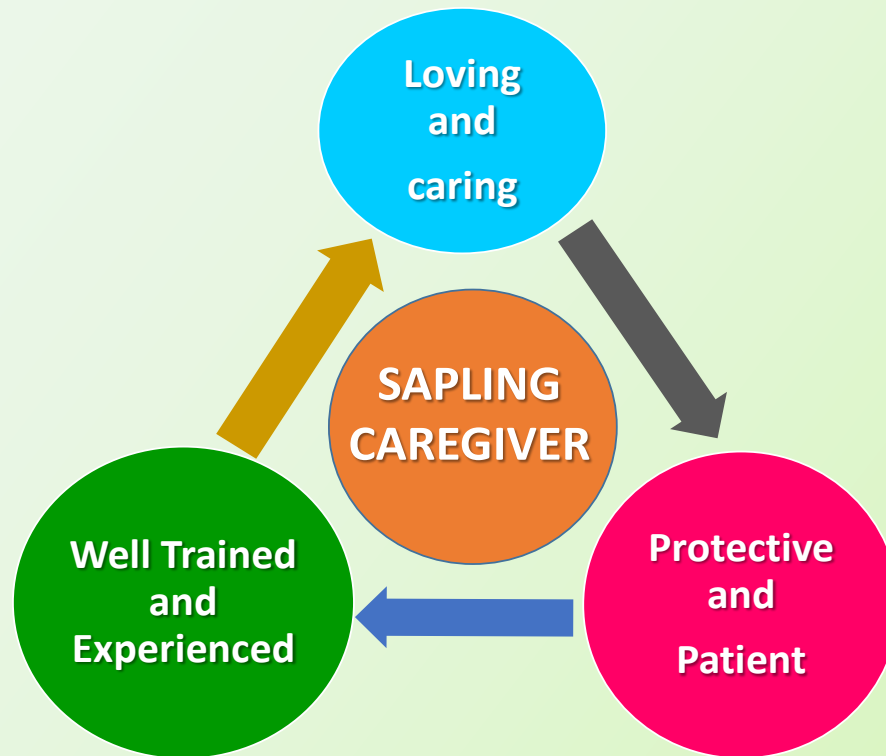 Loving
and
caring
SAPLING
CAREGIVER
Well Trained
and
Experienced
Protective
and
Patient